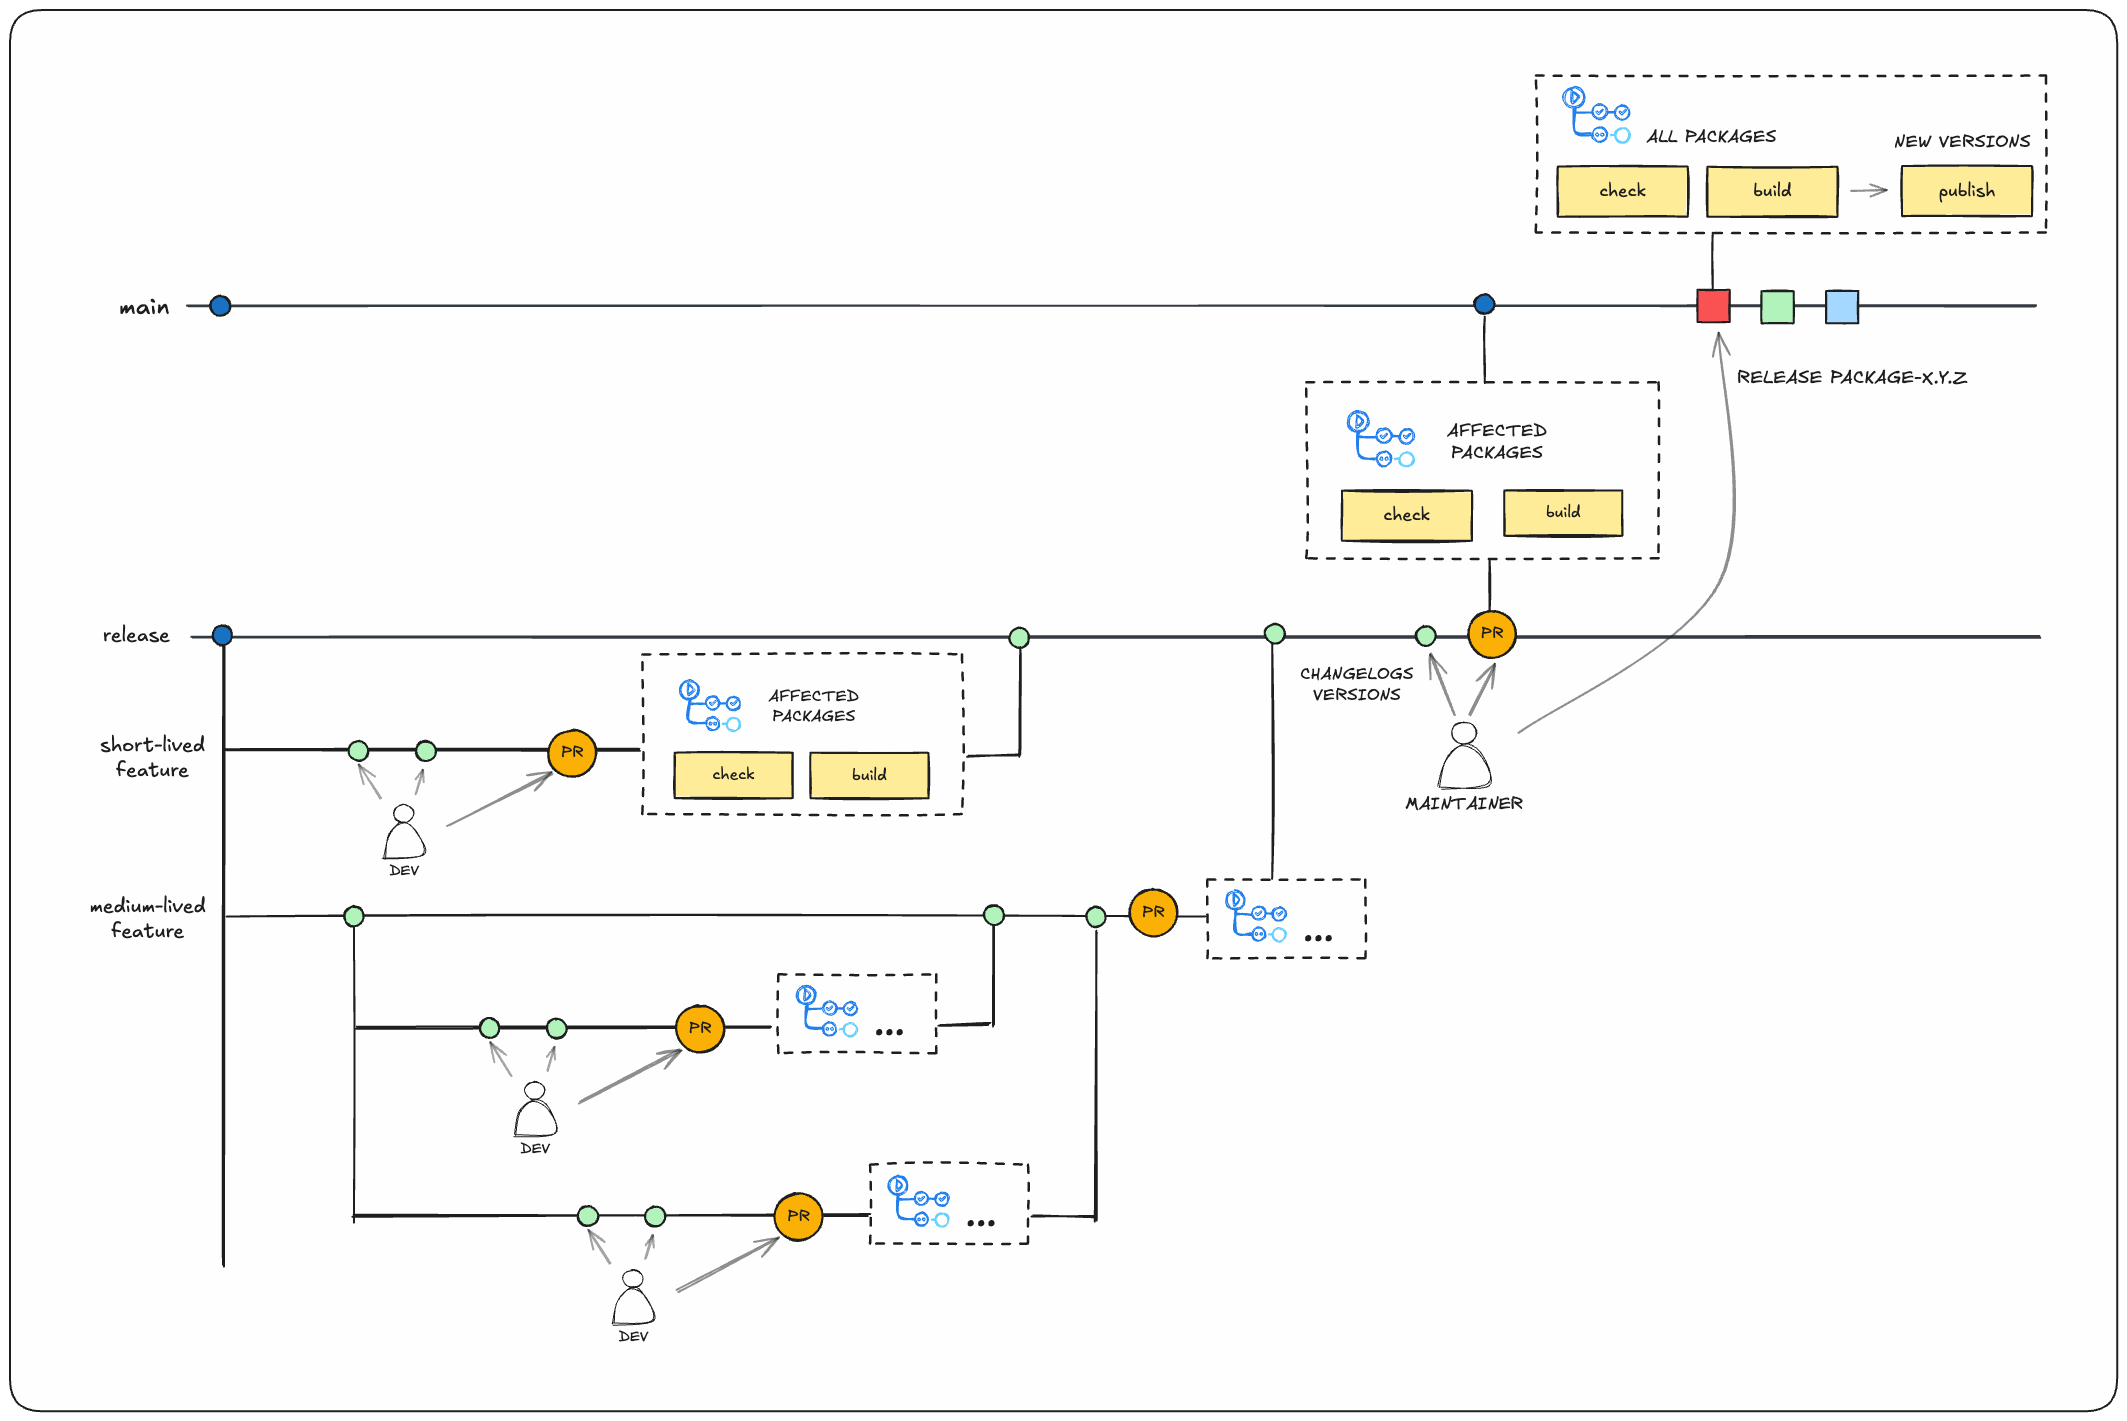 ALL PACKAGES
NEW VERSIONS
check
build
publish
main
RELEASE PACKAGE-X.Y.Z
AFFECTED
PACKAGES
check
build
release
PR
CHANGELOGS
VERSIONS
MAINTAINER
short-lived
feature
PR
AFFECTED
PACKAGES
check
build
DEV
medium-lived
feature
PR
...
PR
...
DEV
PR
...
DEV